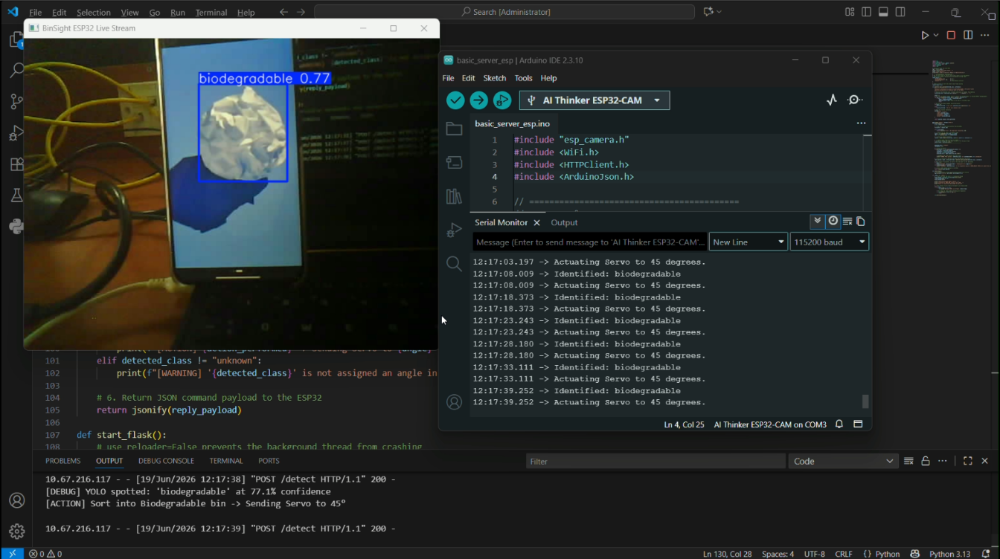 File Edit Selection View Go Run Terminal Help
Search [Administrator]
BinSight ESP32 Live Stream
biodegradable 0.77
basic_server_esp | Arduino IDE 2.3.10
File Edit Sketch Tools Help
AI Thinker ESP32-CAM
basic_server_esp.ino
1 #include "esp_camera.h"
2 #include <WiFi.h>
3 #include <HTTPClient.h>
4 #include <ArduinoJson.h>
5
6 // ==========================================
Serial Monitor Output
Message (Enter to send message to 'AI Thinker ESP32-CAM'... New Line 115200 baud
12:17:03.197 -> Actuating Servo to 45 degrees.
12:17:08.009 -> Identified: biodegradable
12:17:08.009 -> Actuating Servo to 45 degrees.
12:17:18.373 -> Identified: biodegradable
12:17:18.373 -> Actuating Servo to 45 degrees.
12:17:23.243 -> Identified: biodegradable
12:17:23.243 -> Actuating Servo to 45 degrees.
12:17:28.180 -> Identified: biodegradable
12:17:28.180 -> Actuating Servo to 45 degrees.
12:17:33.111 -> Identified: biodegradable
12:17:33.111 -> Actuating Servo to 45 degrees.
12:17:39.252 -> Identified: biodegradable
12:17:39.252 -> Actuating Servo to 45 degrees.
Ln 4, Col 25 AI Thinker ESP32-CAM on COM3
101 elif detected_class != "unknown":
102 print(f"[WARNING] '{detected_class}' is not assigned an angle in
103
104 # 6. Return JSON command payload to the ESP32
105 return jsonify(reply_payload)
106
107 def start_flask():
108 # use_reloader=False prevents the background thread from crashing
PROBLEMS OUTPUT DEBUG CONSOLE TERMINAL PORTS
Filter
Code
10.67.216.117 - - [19/Jun/2026 12:17:38] "POST /detect HTTP/1.1" 200 -
[DEBUG] YOLO spotted: 'biodegradable' at 77.1% confidence
[ACTION] Sort into Biodegradable bin -> Sending Servo to 45°
10.67.216.117 - - [19/Jun/2026 12:17:39] "POST /detect HTTP/1.1" 200 -
0 0
Ln 130, Col 28 Spaces: 4 UTF-8 CRLF {} Python Python 3.13